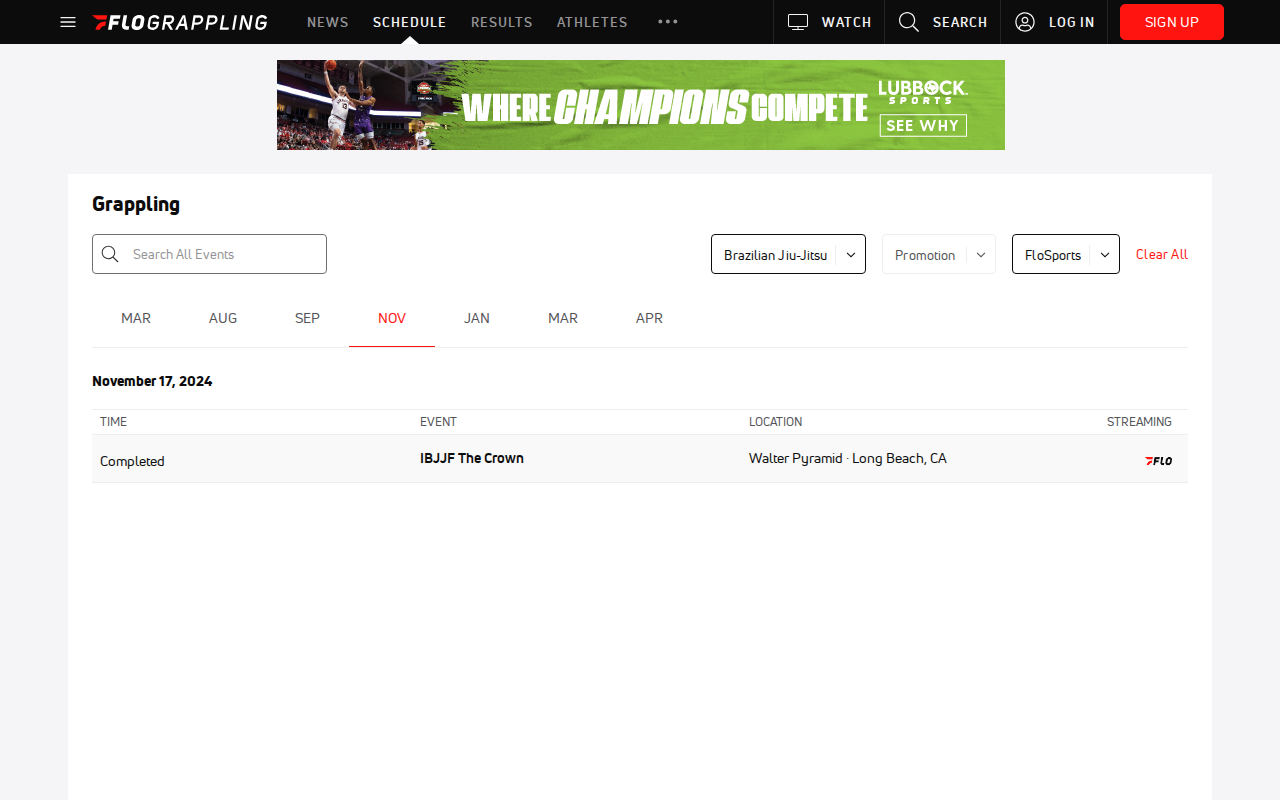 FLOGRAPPLING NEWS SCHEDULE RESULTS ATHLETES ••• WATCH SEARCH LOG IN SIGN UP
WHERE CHAMPIONS COMPETE
LUBBOCK
SPORTS
SEE WHY
Grappling
Search All Events Brazilian Jiu-Jitsu Promotion FloSports Clear All
MAR AUG SEP NOV JAN MAR APR
November 17, 2024
TIME EVENT LOCATION STREAMING
Completed IBJJF The Crown Walter Pyramid · Long Beach, CA FLO